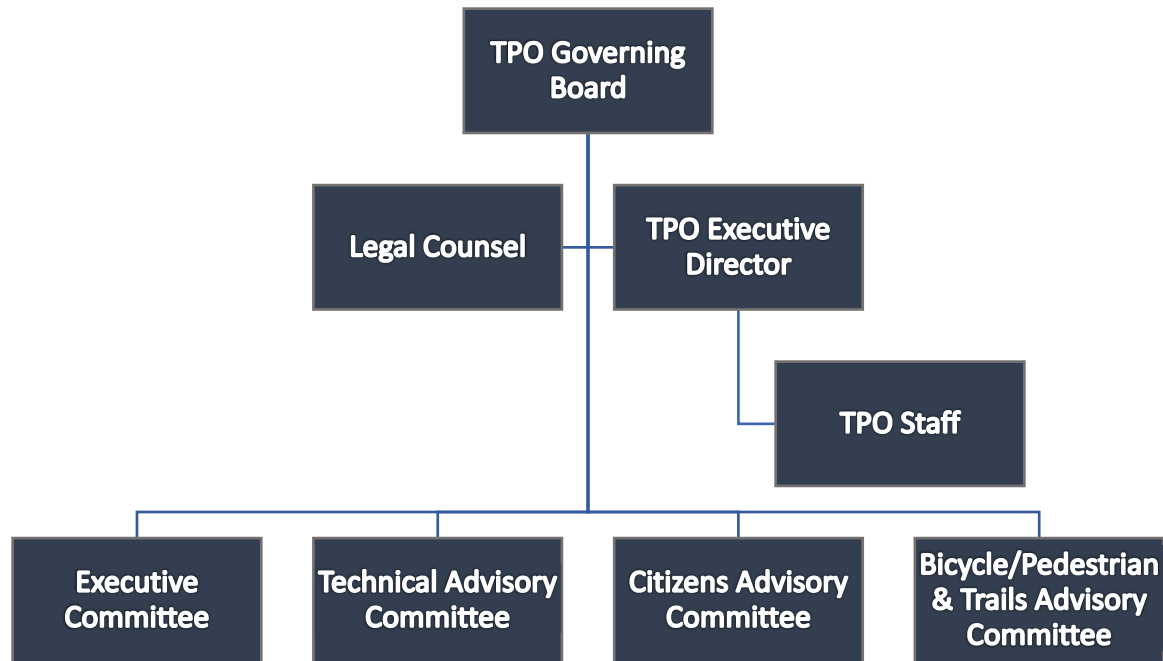 TPO Governing
Board
Legal Counsel
TPO Executive
Director
TPO Staff
Executive
Committee
Technical Advisory
Committee
Citizens Advisory
Committee
Bicycle/Pedestrian
& Trails Advisory
Committee